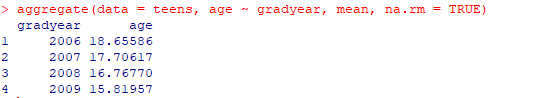 > aggregate(data = teens, age ~ gradyear, mean, na.rm = TRUE)
gradyear age
1 2006 18.65586
2 2007 17.70617
3 2008 16.76770
4 2009 15.81957